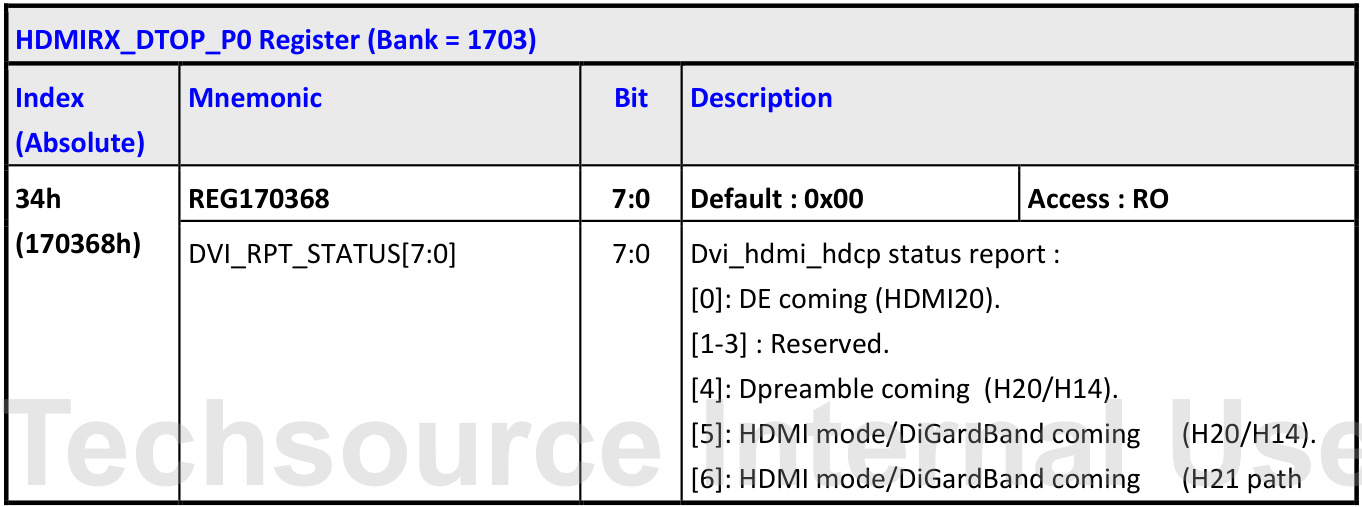 HDMIRX_DTOP_P0 Register (Bank = 1703)
Index (Absolute) Mnemonic Bit Description
34h (170368h) REG170368 7:0 Default : 0x00 Access : RO
DVI_RPT_STATUS[7:0] 7:0 Dvi_hdmi_hdcp status report :
[0]: DE coming (HDMI20).
[1-3] : Reserved.
[4]: Dpreamble coming (H20/H14).
[5]: HDMI mode/DiGardBand coming (H20/H14).
[6]: HDMI mode/DiGardBand coming (H21 path
Techsource Internal Use